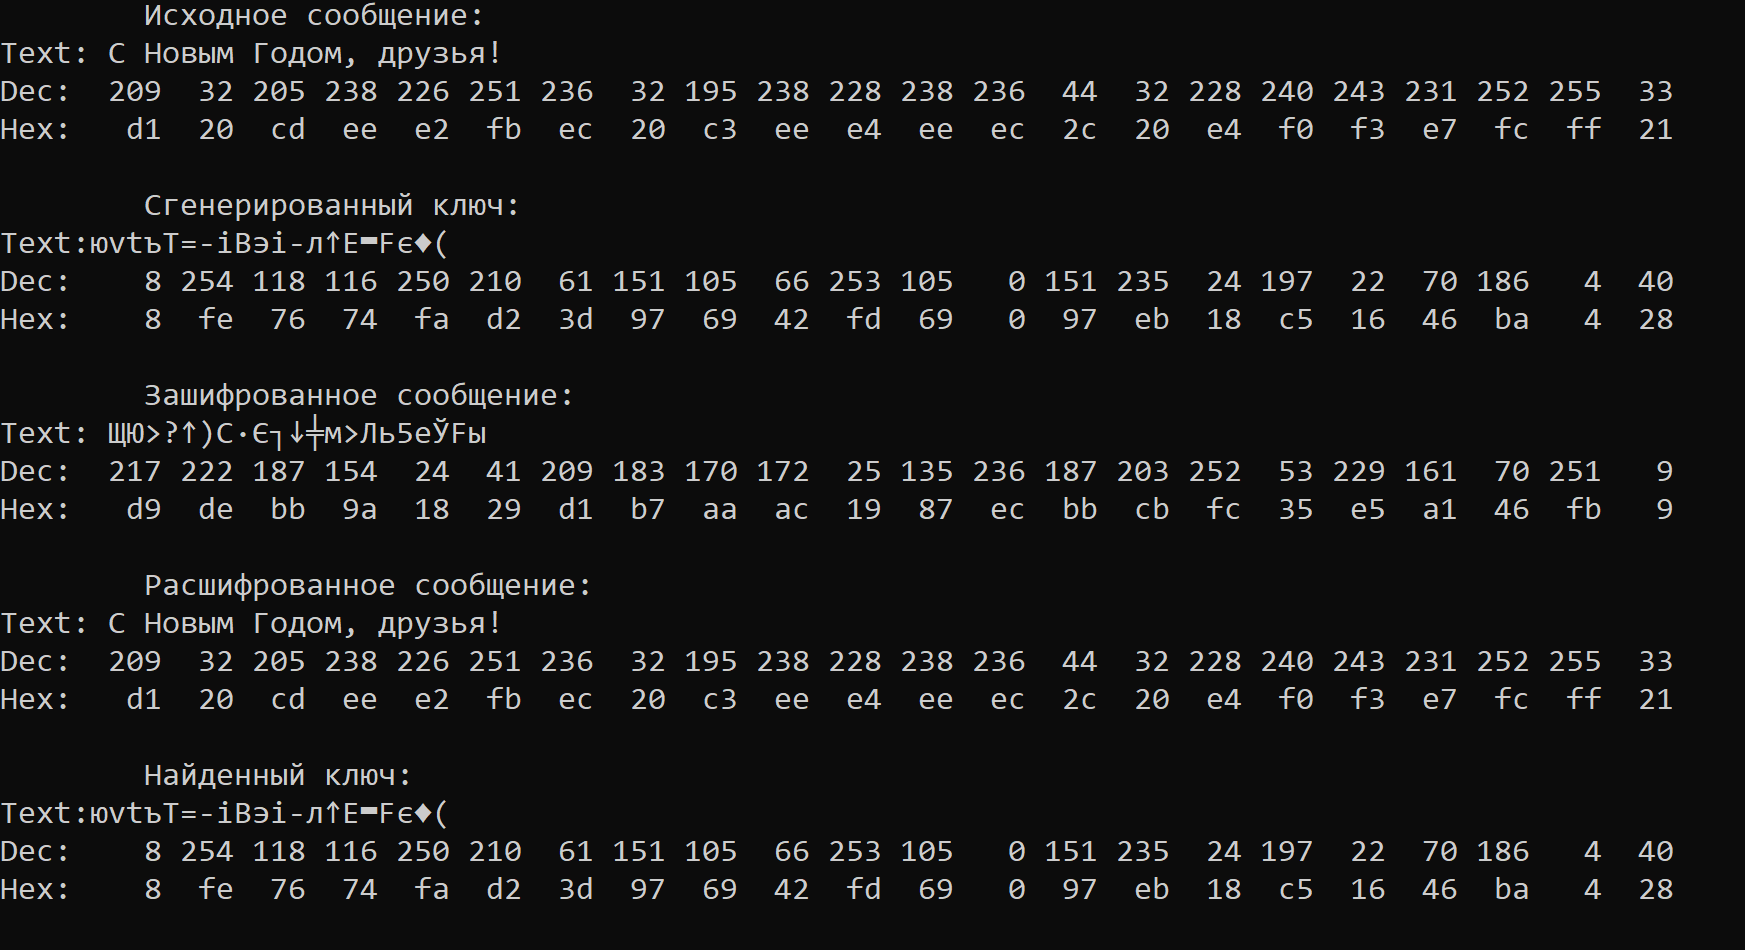 Исходное сообщение:
Text: С Новым Годом, друзья!
Dec: 209 32 205 238 226 251 236 32 195 238 228 238 236 44 32 228 240 243 231 252 255 33
Hex: d1 20 cd ee e2 fb ec 20 c3 ee e4 ee ec 2c 20 e4 f0 f3 e7 fc ff 21
Сгенерированный ключ:
Text:юvtъТ=-iBэi-л↑Е▬Fє♦(
Dec: 8 254 118 116 250 210 61 151 105 66 253 105 0 151 235 24 197 22 70 186 4 40
Hex: 8 fe 76 74 fa d2 3d 97 69 42 fd 69 0 97 eb 18 c5 16 46 ba 4 28
Зашифрованное сообщение:
Text: ЩЮ>?↑)С·Є┐↓╪м>Ль5еЎFы
Dec: 217 222 187 154 24 41 209 183 170 172 25 135 236 187 203 252 53 229 161 70 251 9
Hex: d9 de bb 9a 18 29 d1 b7 aa ac 19 87 ec bb cb fc 35 e5 a1 46 fb 9
Расшифрованное сообщение:
Text: С Новым Годом, друзья!
Dec: 209 32 205 238 226 251 236 32 195 238 228 238 236 44 32 228 240 243 231 252 255 33
Hex: d1 20 cd ee e2 fb ec 20 c3 ee e4 ee ec 2c 20 e4 f0 f3 e7 fc ff 21
Найденный ключ:
Text:юvtъТ=-iBэi-л↑Е▬Fє♦(
Dec: 8 254 118 116 250 210 61 151 105 66 253 105 0 151 235 24 197 22 70 186 4 40
Hex: 8 fe 76 74 fa d2 3d 97 69 42 fd 69 0 97 eb 18 c5 16 46 ba 4 28